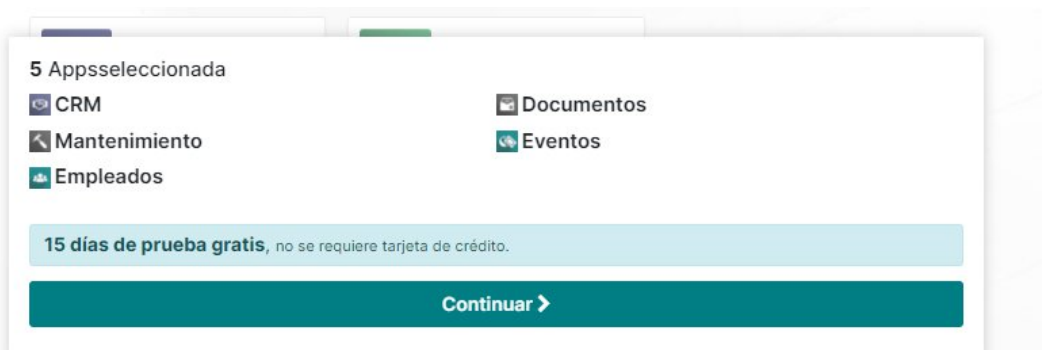 5 Appsseleccionada
CRM
Documentos
Mantenimiento
Eventos
Empleados
15 días de prueba gratis, no se requiere tarjeta de crédito.
Continuar